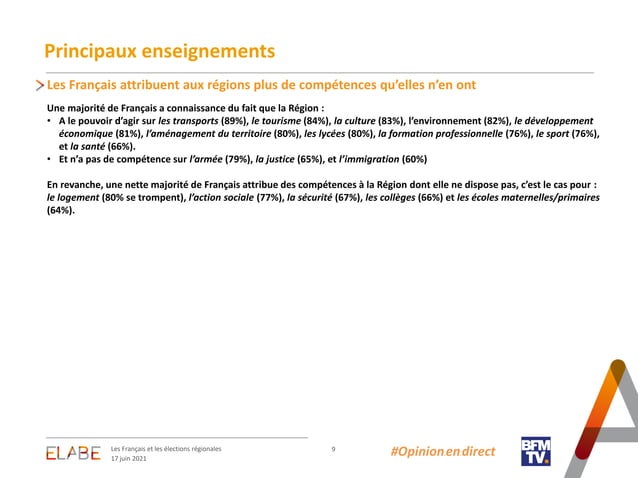 Principaux enseignements
Les Français attribuent aux régions plus de compétences qu’elles n’en ont
Une majorité de Français a connaissance du fait que la Région :
• A le pouvoir d’agir sur les transports (89%), le tourisme (84%), la culture (83%), l’environnement (82%), le développement
économique (81%), l’aménagement du territoire (80%), les lycées (80%), la formation professionnelle (76%), le sport (76%),
et la santé (66%).
• Et n’a pas de compétence sur l’armée (79%), la justice (65%), et l’immigration (60%)
En revanche, une nette majorité de Français attribue des compétences à la Région dont elle ne dispose pas, c’est le cas pour :
le logement (80% se trompent), l’action sociale (77%), la sécurité (67%), les collèges (66%) et les écoles maternelles/primaires
(64%).
ELABE
Les Français et les élections régionales
17 juin 2021
9
#Opinion en direct
BFM
TV.